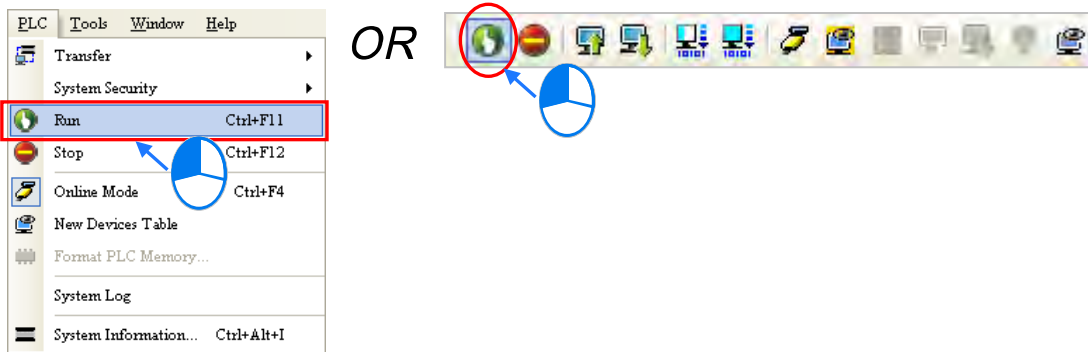 PLC Tools Window Help
Transfer
System Security
Run Ctrl+F11
Stop Ctrl+F12
Online Mode Ctrl+F4
New Devices Table
Format PLC Memory...
System Log
System Information... Ctrl+Alt+I
OR